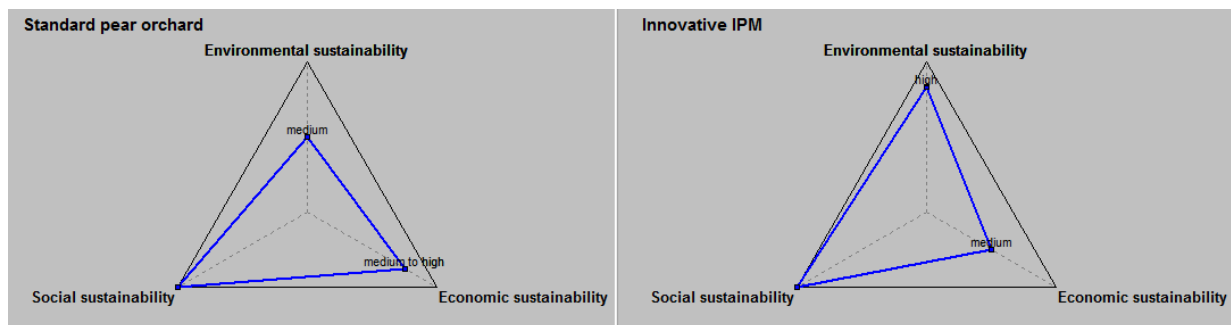 Standard pear orchard
Environmental sustainability
medium
medium to high
Social sustainability
Economic sustainability
Innovative IPM
Environmental sustainability
high
medium
Social sustainability
Economic sustainability